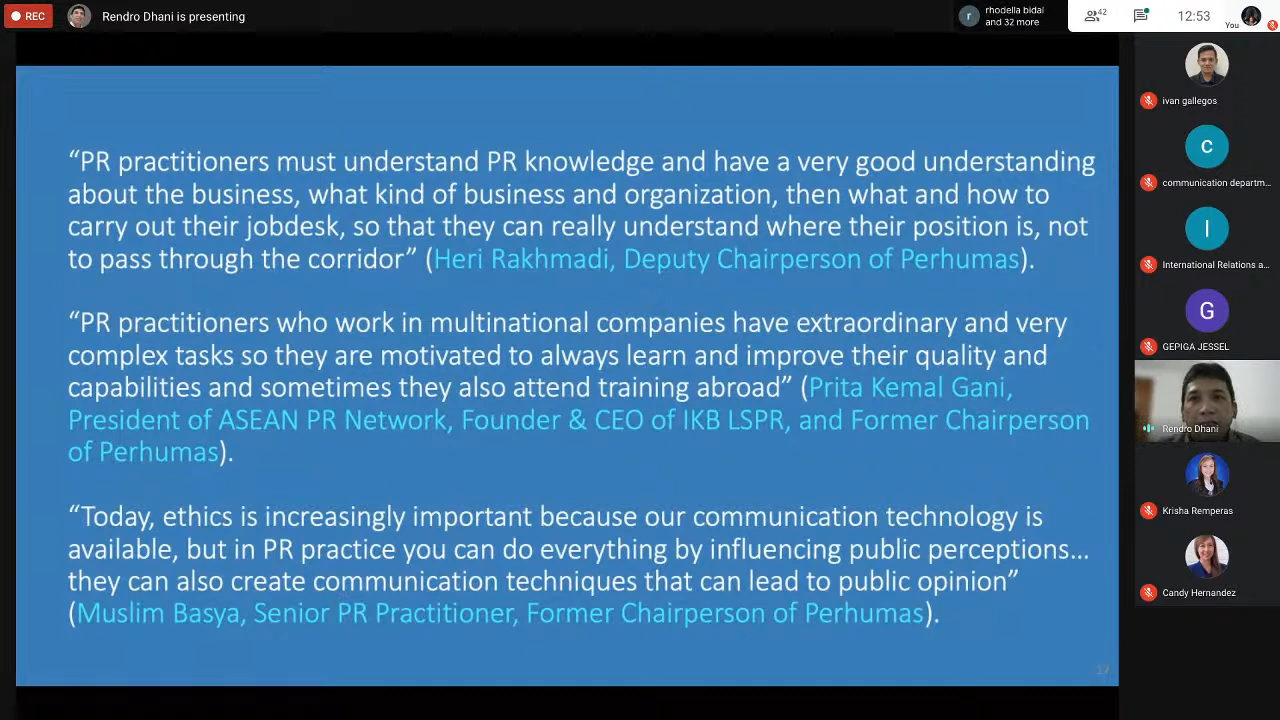 REC
Rendro Dhani is presenting
r
rhodella bidal
and 32 more
42
12:53
You
“PR practitioners must understand PR knowledge and have a very good understanding
about the business, what kind of business and organization, then what and how to
carry out their jobdesk, so that they can really understand where their position is, not
to pass through the corridor” (Heri Rakhmadi, Deputy Chairperson of Perhumas).
“PR practitioners who work in multinational companies have extraordinary and very
complex tasks so they are motivated to always learn and improve their quality and
capabilities and sometimes they also attend training abroad” (Prita Kemal Gani,
President of ASEAN PR Network, Founder & CEO of IKB LSPR, and Former Chairperson
of Perhumas).
“Today, ethics is increasingly important because our communication technology is
available, but in PR practice you can do everything by influencing public perceptions...
they can also create communication techniques that can lead to public opinion”
(Muslim Basya, Senior PR Practitioner, Former Chairperson of Perhumas).
17
ivan gallegos
c
communication departm...
I
International Relations a...
G
GEPIGA JESSEL
Rendro Dhani
Krisha Remperas
Candy Hernandez